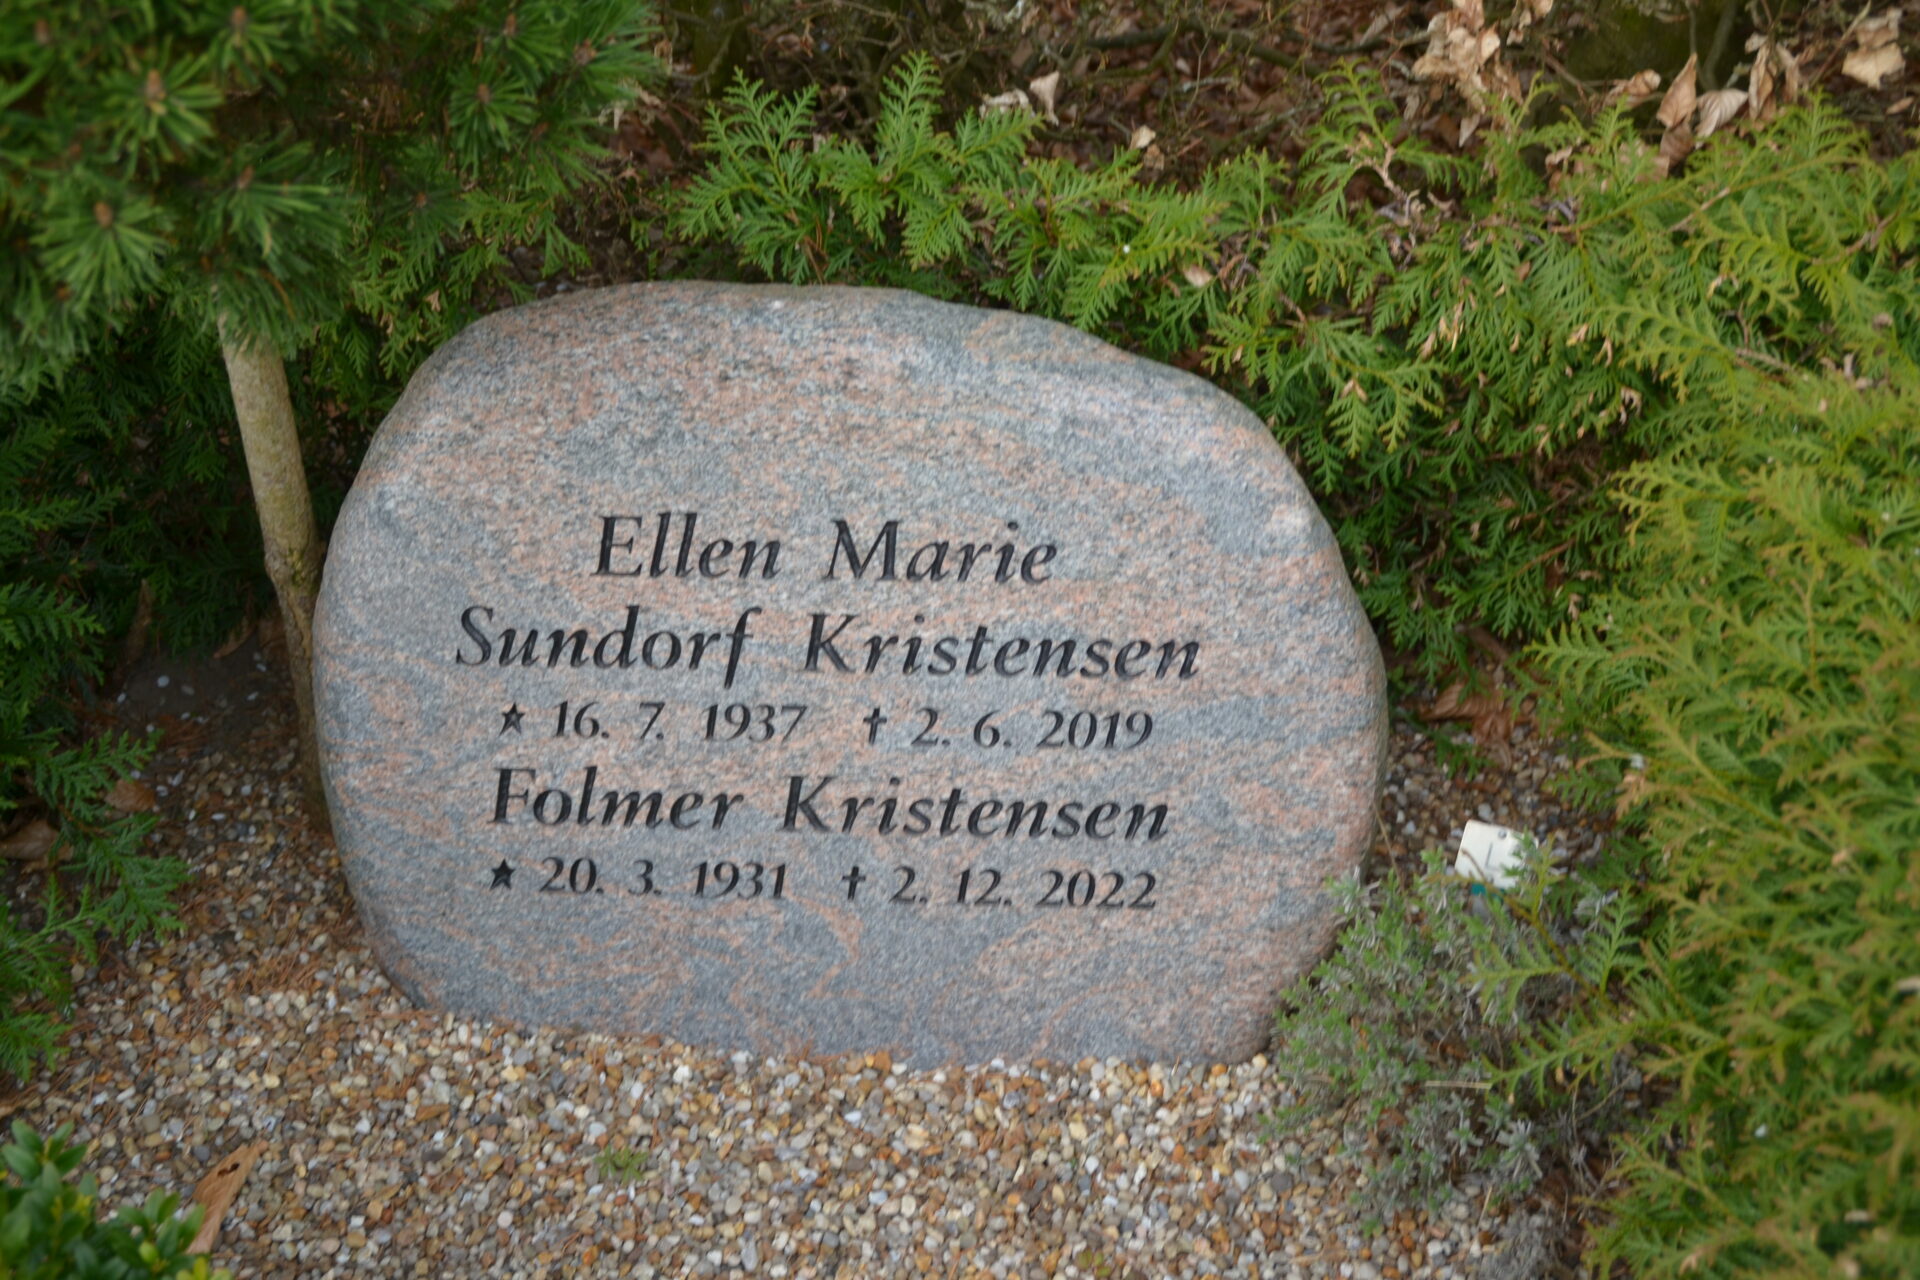 Ellen Marie
Sundorf Kristensen
★ 16. 7. 1937 † 2. 6. 2019
Folmer Kristensen
★ 20. 3. 1931 † 2. 12. 2022